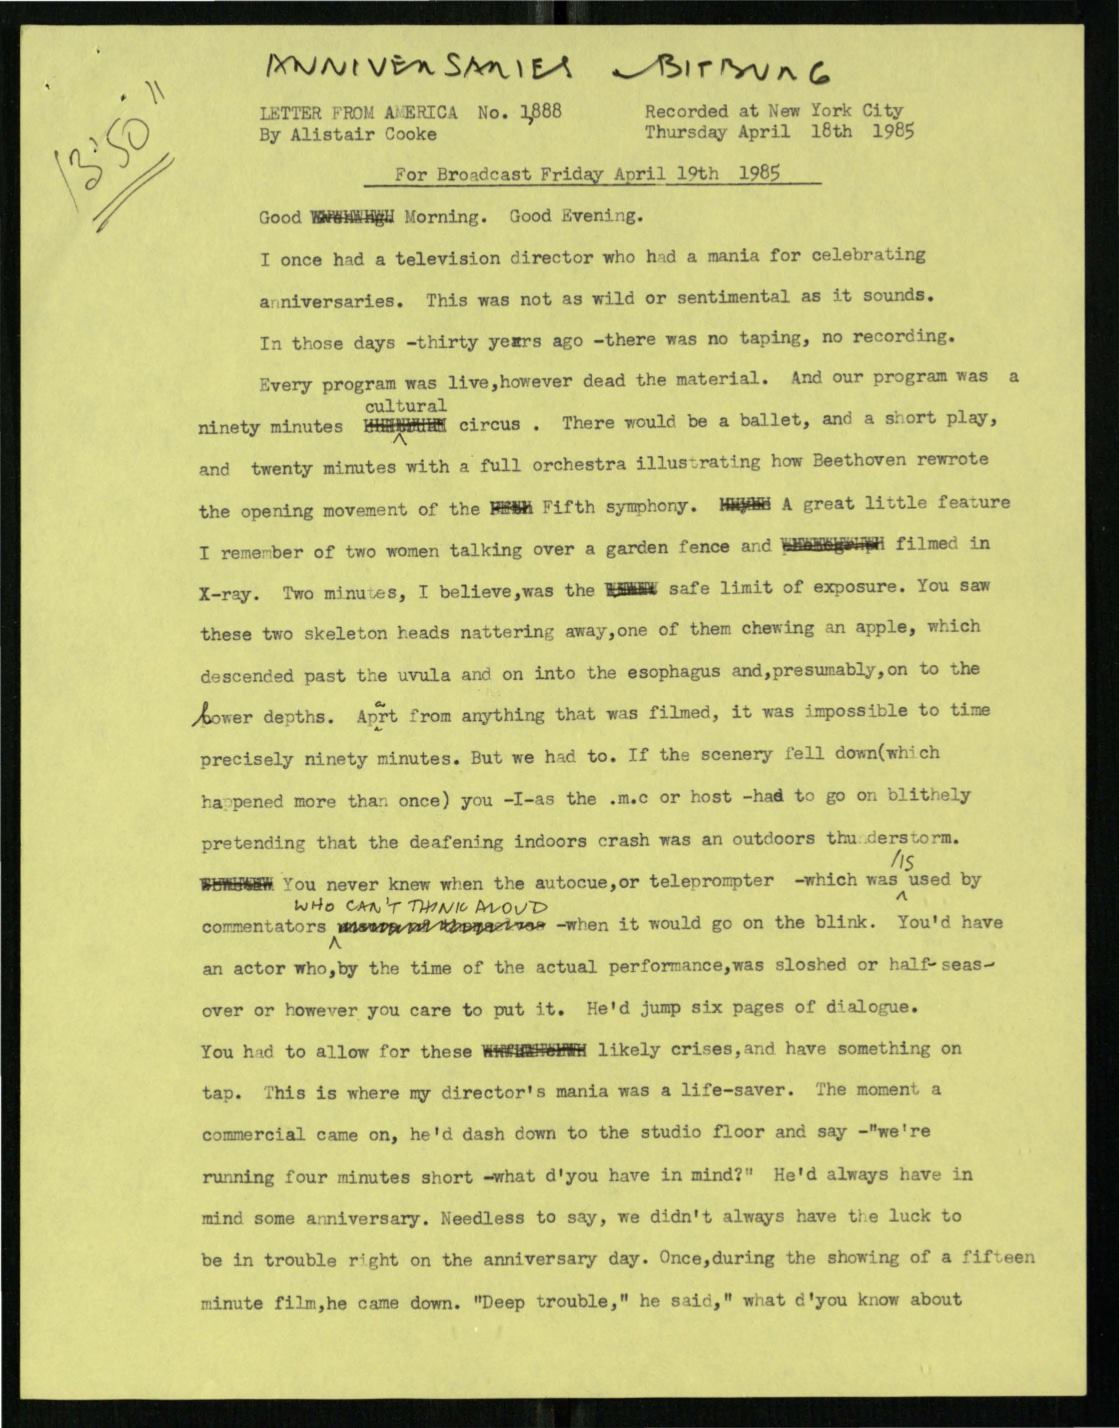 ANNIVERSARIES - BITBURG
13'50"
LETTER FROM AMERICA No. 1,888 Recorded at New York City
By Alistair Cooke Thursday April 18th 1985
For Broadcast Friday April 19th 1985
Good Morning. Good Evening.
I once had a television director who had a mania for celebrating
anniversaries. This was not as wild or sentimental as it sounds.
In those days -thirty years ago -there was no taping, no recording.
Every program was live,however dead the material. And our program was a
cultural
ninety minutes circus . There would be a ballet, and a short play,
and twenty minutes with a full orchestra illustrating how Beethoven rewrote
the opening movement of the Fifth symphony. A great little feature
I remember of two women talking over a garden fence and filmed in
X-ray. Two minutes, I believe,was the safe limit of exposure. You saw
these two skeleton heads nattering away,one of them chewing an apple, which
descended past the uvula and on into the esophagus and,presumably,on to the
lower depths. Apart from anything that was filmed, it was impossible to time
precisely ninety minutes. But we had to. If the scenery fell down(which
happened more than once) you -I-as the .m.c or host -had to go on blithely
pretending that the deafening indoors crash was an outdoors thunderstorm.
/is
You never knew when the autocue,or teleprompter -which was used by
WHO CAN'T THINK ALOUD
commentators -when it would go on the blink. You'd have
an actor who,by the time of the actual performance,was sloshed or half-seas-
over or however you care to put it. He'd jump six pages of dialogue.
You had to allow for these likely crises,and have something on
tap. This is where my director's mania was a life-saver. The moment a
commercial came on, he'd dash down to the studio floor and say -"we're
running four minutes short -what d'you have in mind?" He'd always have in
mind some anniversary. Needless to say, we didn't always have the luck to
be in trouble right on the anniversary day. Once,during the showing of a fifteen
minute film,he came down. "Deep trouble," he said," what d'you know about